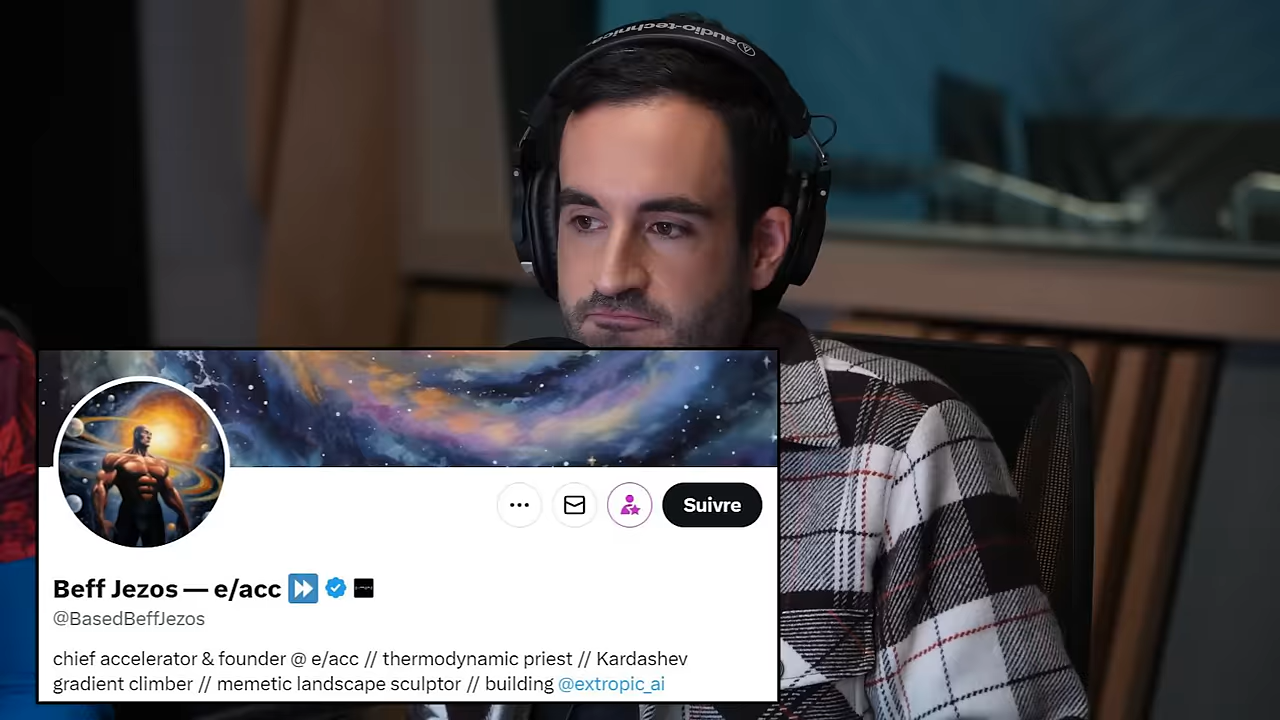 audio-technica
Suivre
Beff Jezos — e/acc ⏩
@BasedBeffJezos
chief accelerator & founder @ e/acc // thermodynamic priest // Kardashev
gradient climber // memetic landscape sculptor // building @extropic_ai